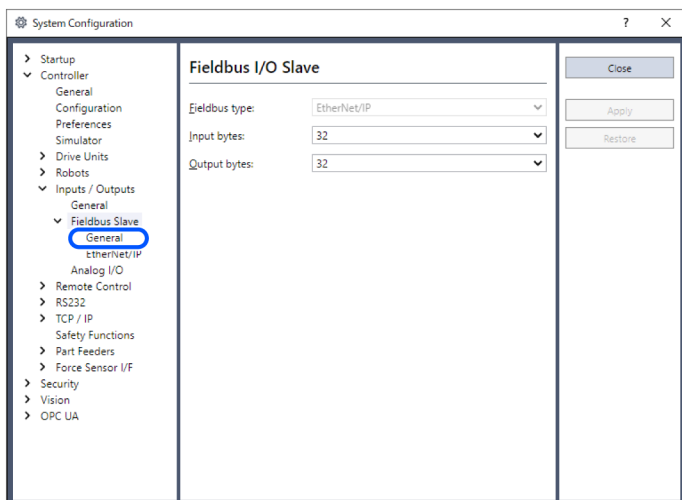 System Configuration
?
Startup
Controller
General
Configuration
Preferences
Simulator
Drive Units
Robots
Inputs / Outputs
General
Fieldbus Slave
General
EtherNet/IP
Analog I/O
Remote Control
RS232
TCP / IP
Safety Functions
Part Feeders
Force Sensor I/F
Security
Vision
OPC UA
Fieldbus I/O Slave
Fieldbus type: EtherNet/IP
Input bytes: 32
Output bytes: 32
Close
Apply
Restore